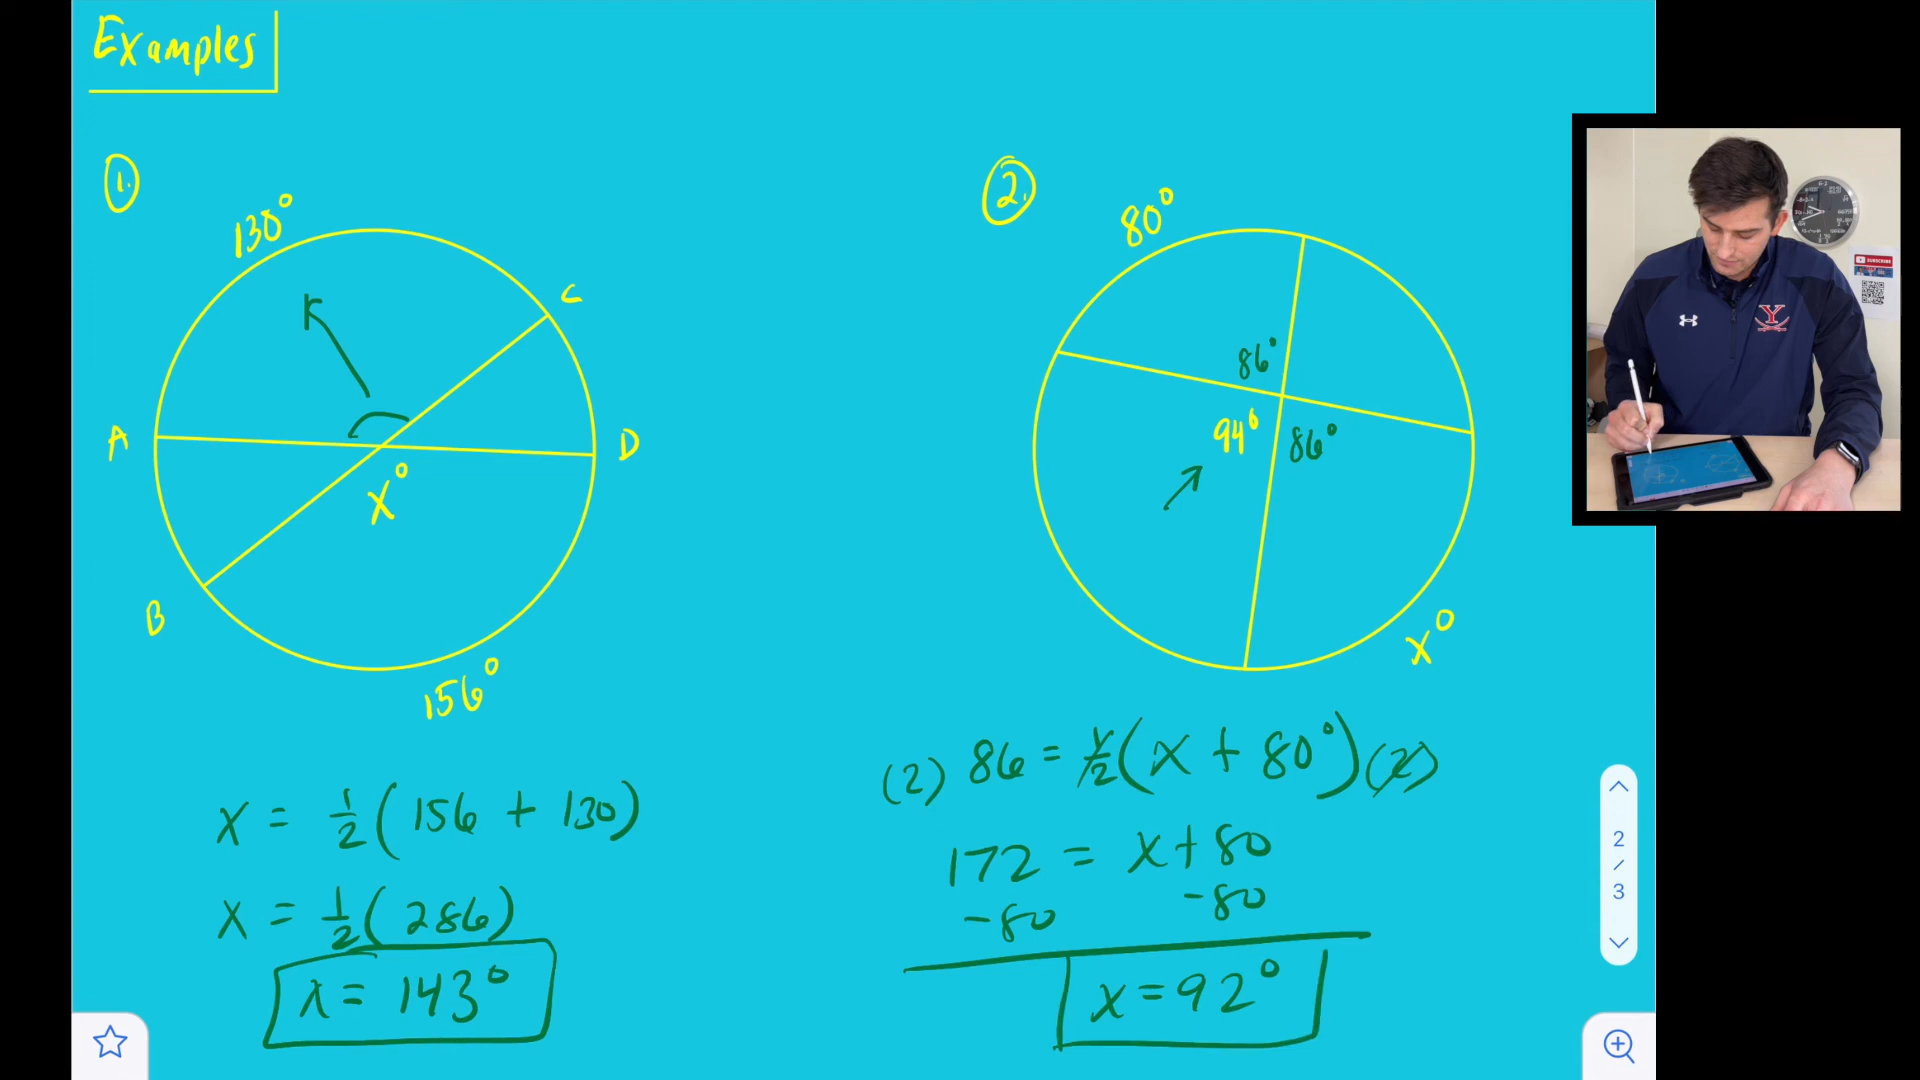 Examples
1.
130°
C
A
D
x°
B
156°
x = 1/2 (156 + 130)
x = 1/2 (286)
x = 143°
2.
80°
86°
94°
86°
x°
(2) 86 = 1/2 (x + 80°) (2)
172 = x + 80
-80 -80
x = 92°
Y
SUBSCRIBE
2
/
3